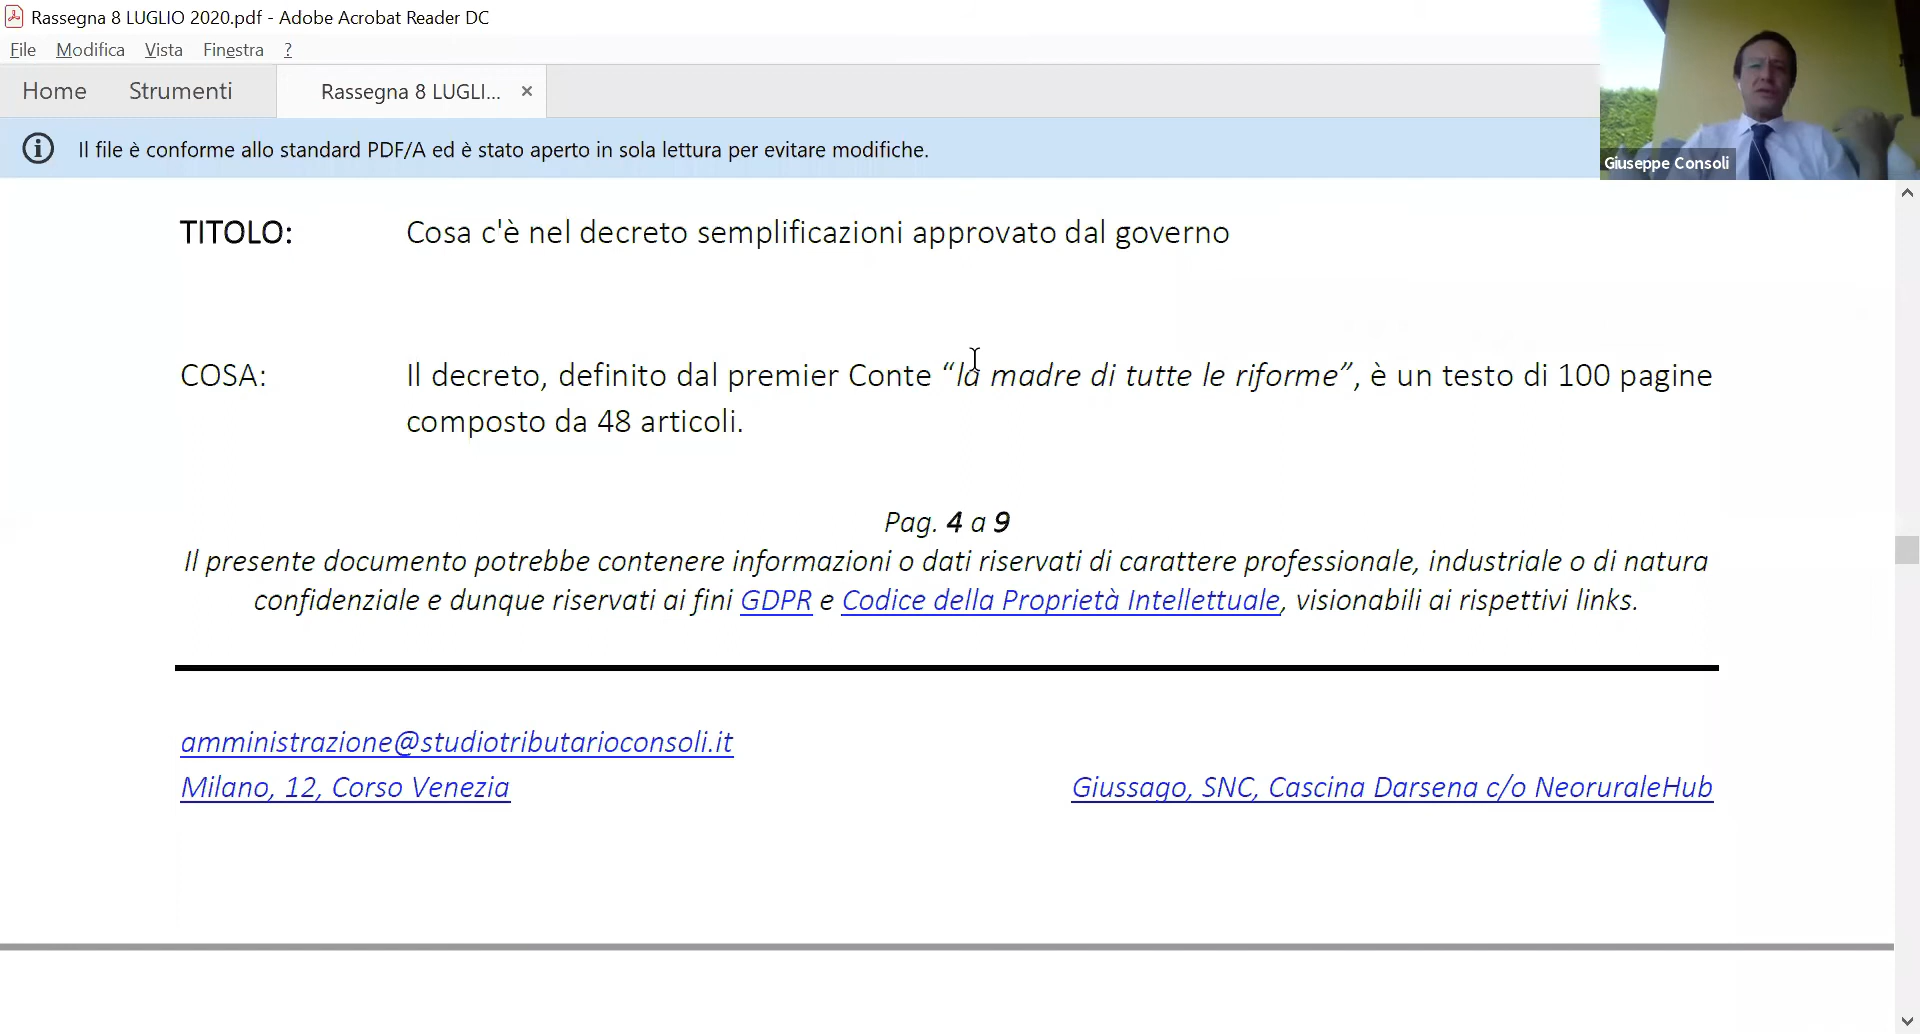 Rassegna 8 LUGLIO 2020.pdf - Adobe Acrobat Reader DC
File Modifica Vista Finestra ?
Home Strumenti Rassegna 8 LUGLI... ×
Il file è conforme allo standard PDF/A ed è stato aperto in sola lettura per evitare modifiche.
Giuseppe Consoli
TITOLO: Cosa c'è nel decreto semplificazioni approvato dal governo
COSA: Il decreto, definito dal premier Conte “la madre di tutte le riforme”, è un testo di 100 pagine
composto da 48 articoli.
Pag. 4 a 9
Il presente documento potrebbe contenere informazioni o dati riservati di carattere professionale, industriale o di natura
confidenziale e dunque riservati ai fini GDPR e Codice della Proprietà Intellettuale, visionabili ai rispettivi links.
amministrazione@studiotributarioconsoli.it
Milano, 12, Corso Venezia Giussago, SNC, Cascina Darsena c/o NeoruraleHub